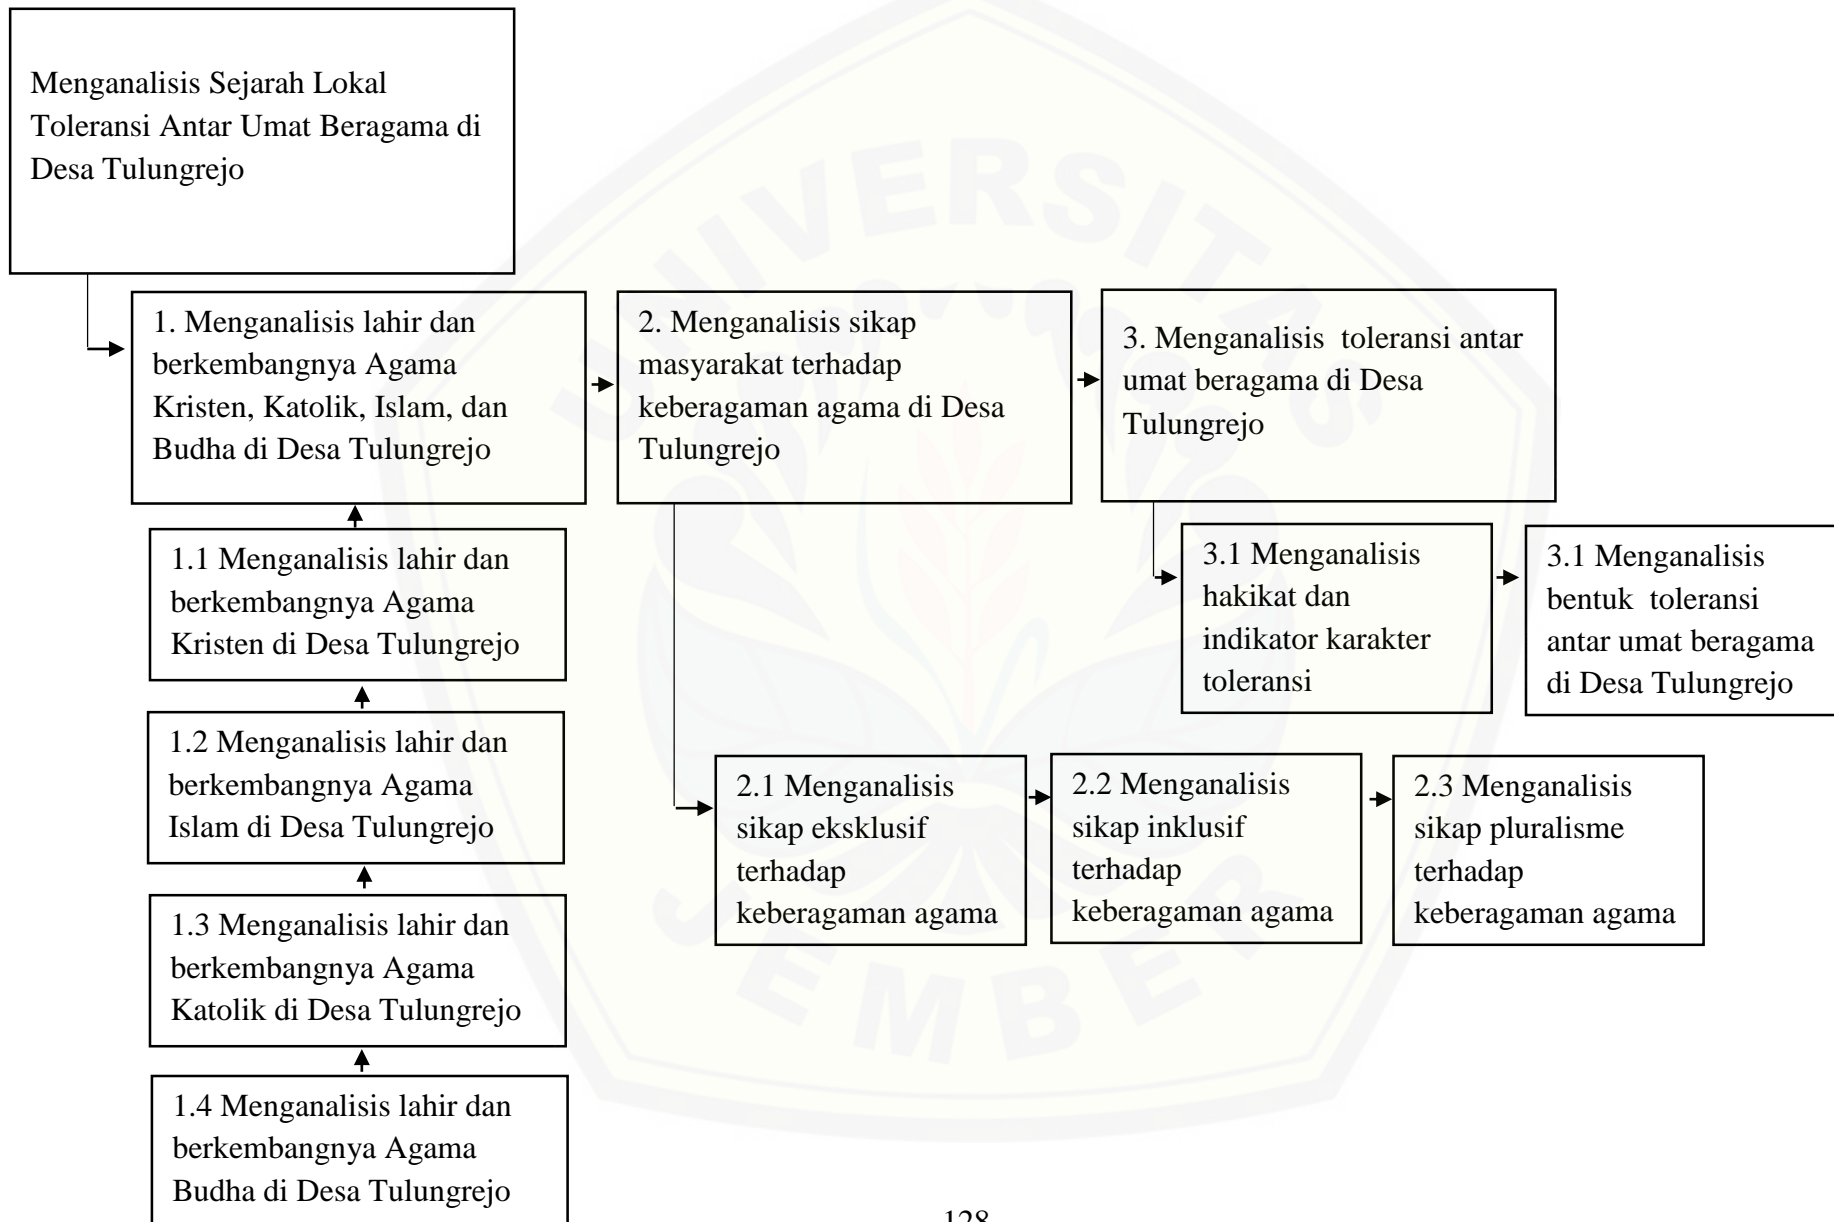 Menganalisis Sejarah Lokal
Toleransi Antar Umat Beragama di
Desa Tulungrejo
1. Menganalisis lahir dan
berkembangnya Agama
Kristen, Katolik, Islam, dan
Budha di Desa Tulungrejo
2. Menganalisis sikap
masyarakat terhadap
keberagaman agama di Desa
Tulungrejo
3. Menganalisis  toleransi antar
umat beragama di Desa
Tulungrejo
1.1 Menganalisis lahir dan
berkembangnya Agama
Kristen di Desa Tulungrejo
3.1 Menganalisis
hakikat dan
indikator karakter
toleransi
3.1 Menganalisis
bentuk  toleransi
antar umat beragama
di Desa Tulungrejo
1.2 Menganalisis lahir dan
berkembangnya Agama
Islam di Desa Tulungrejo
2.1 Menganalisis
sikap eksklusif
terhadap
keberagaman agama
2.2 Menganalisis
sikap inklusif
terhadap
keberagaman agama
2.3 Menganalisis
sikap pluralisme
terhadap
keberagaman agama
1.3 Menganalisis lahir dan
berkembangnya Agama
Katolik di Desa Tulungrejo
1.4 Menganalisis lahir dan
berkembangnya Agama
Budha di Desa Tulungrejo
128
UNIVERSITAS
JEMBER